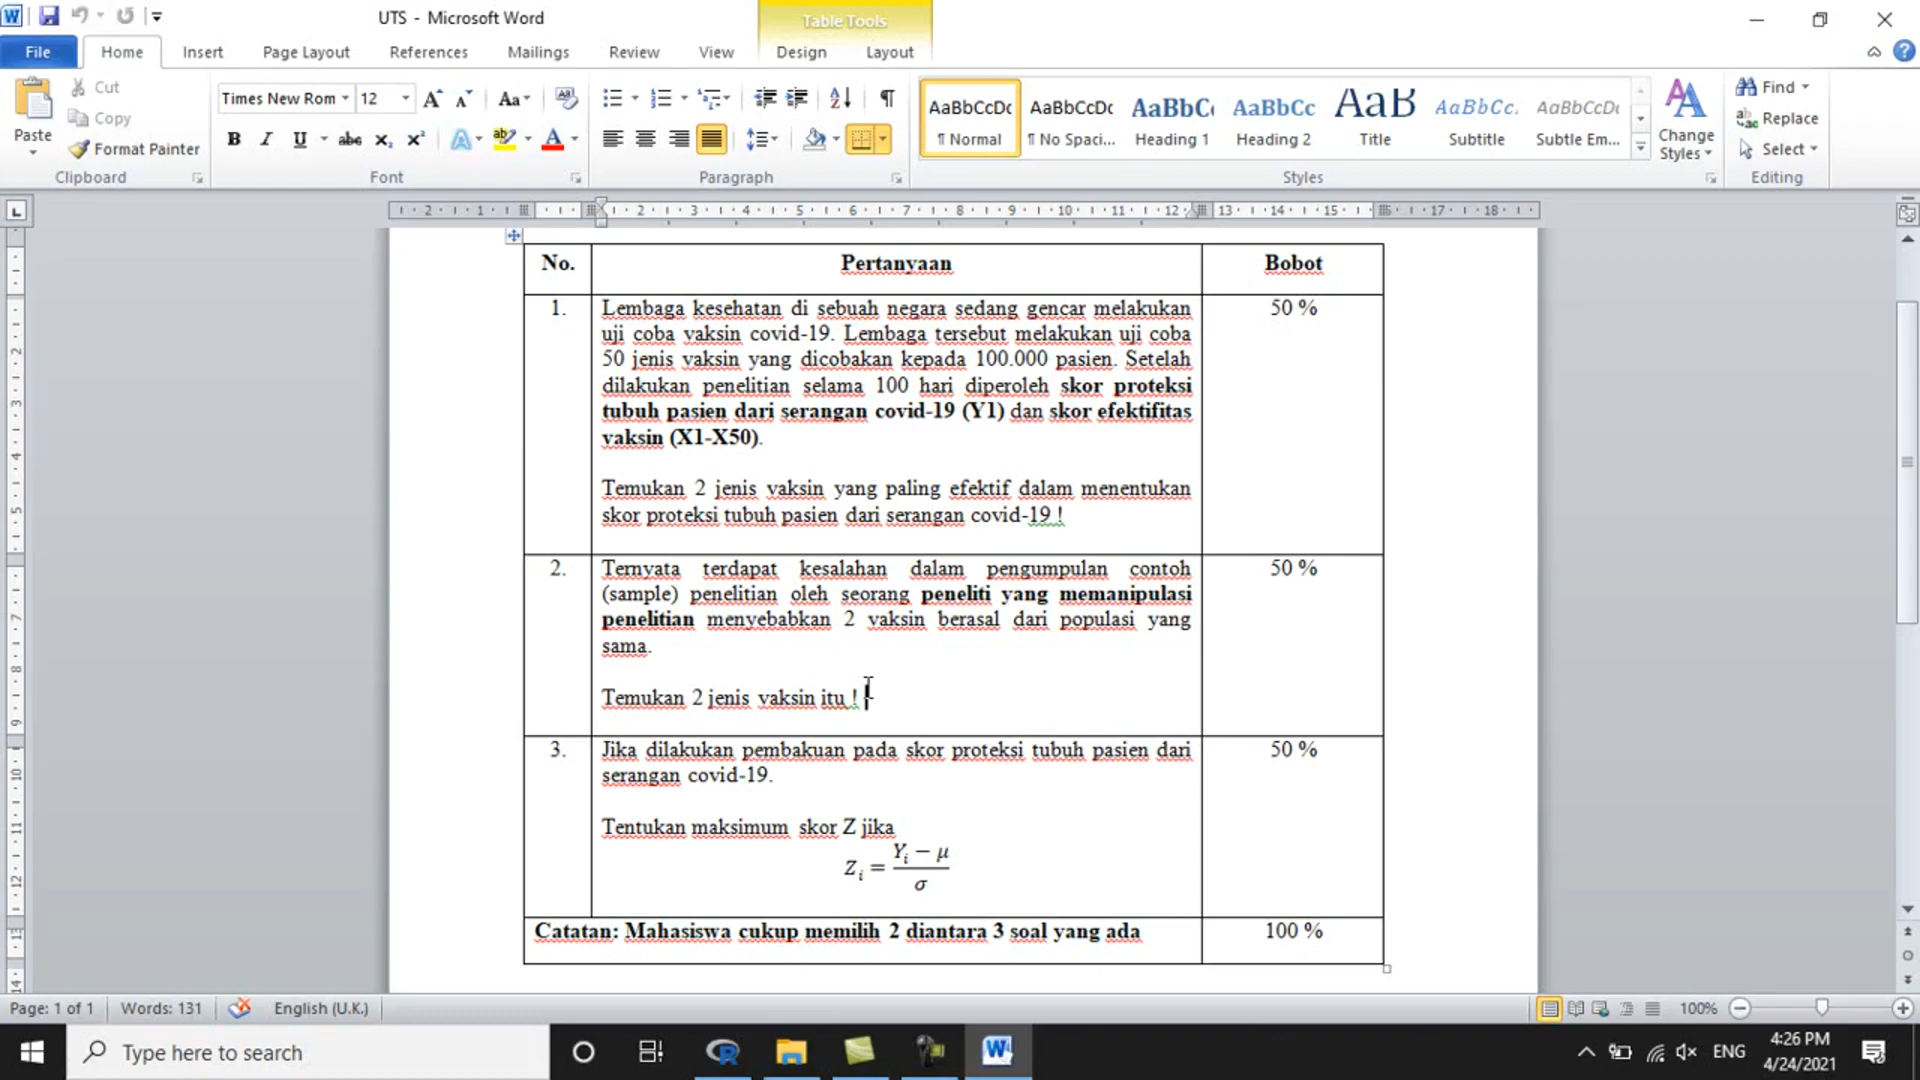 UTS - Microsoft Word
Table Tools
File Home Insert Page Layout References Mailings Review View Design Layout
Paste
Cut
Copy
Format Painter
Clipboard
Times New Rom 12
Font
Paragraph
AaBbCcDc AaBbCcDc AaBbC AaBbCc AaB AaBbCc. AaBbCcDc
¶ Normal ¶ No Spaci... Heading 1 Heading 2 Title Subtitle Subtle Em...
Change
Styles
Styles
Find
Replace
Select
Editing
No. Pertanyaan Bobot
1. Lembaga kesehatan di sebuah negara sedang gencar melakukan 50 %
uji coba vaksin covid-19. Lembaga tersebut melakukan uji coba
50 jenis vaksin yang dicobakan kepada 100.000 pasien. Setelah
dilakukan penelitian selama 100 hari diperoleh skor proteksi
tubuh pasien dari serangan covid-19 (Y1) dan skor efektifitas
vaksin (X1-X50).
Temukan 2 jenis vaksin yang paling efektif dalam menentukan
skor proteksi tubuh pasien dari serangan covid-19 !
2. Ternyata terdapat kesalahan dalam pengumpulan contoh 50 %
(sample) penelitian oleh seorang peneliti yang memanipulasi
penelitian menyebabkan 2 vaksin berasal dari populasi yang
sama.
Temukan 2 jenis vaksin itu !
3. Jika dilakukan pembakuan pada skor proteksi tubuh pasien dari 50 %
serangan covid-19.
Tentukan maksimum skor Z jika
Z_i = (Y_i − μ) / σ
Catatan: Mahasiswa cukup memilih 2 diantara 3 soal yang ada 100 %
Page: 1 of 1 Words: 131 English (U.K.) 100%
Type here to search
ENG
4:26 PM
4/24/2021